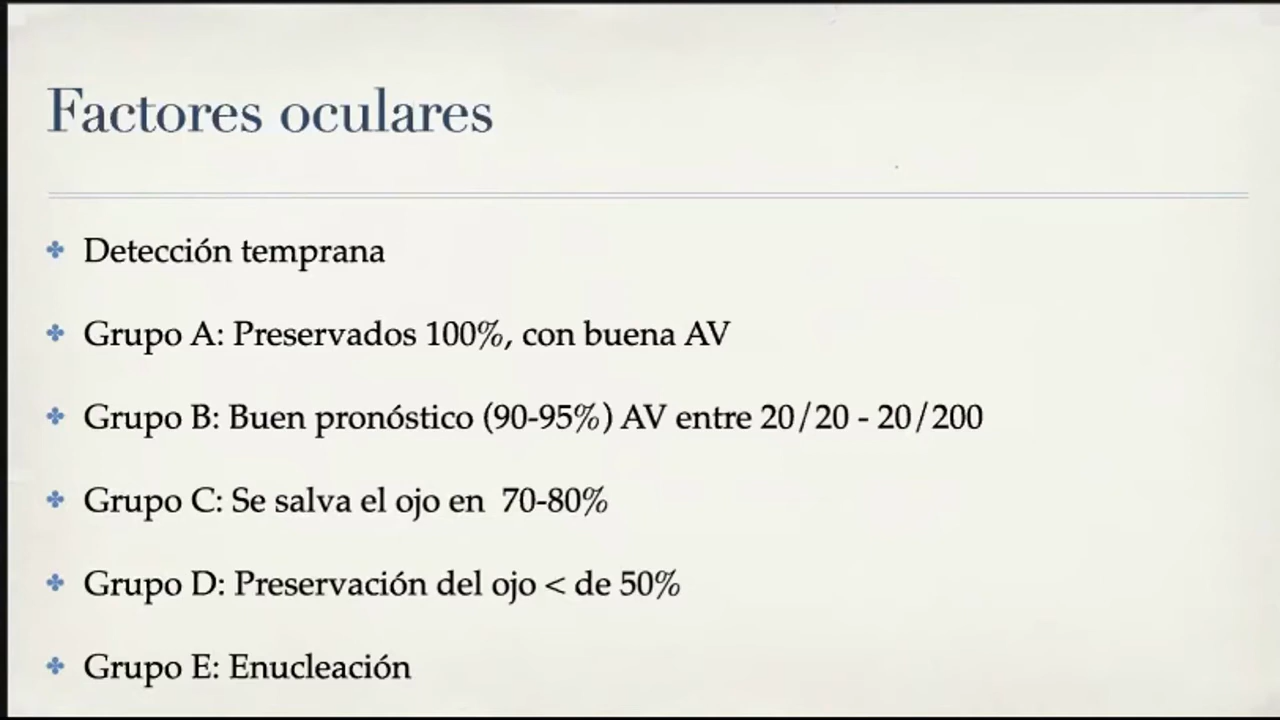 Factores oculares
Detección temprana
Grupo A: Preservados 100%, con buena AV
Grupo B: Buen pronóstico (90-95%) AV entre 20/20 - 20/200
Grupo C: Se salva el ojo en 70-80%
Grupo D: Preservación del ojo < de 50%
Grupo E: Enucleación